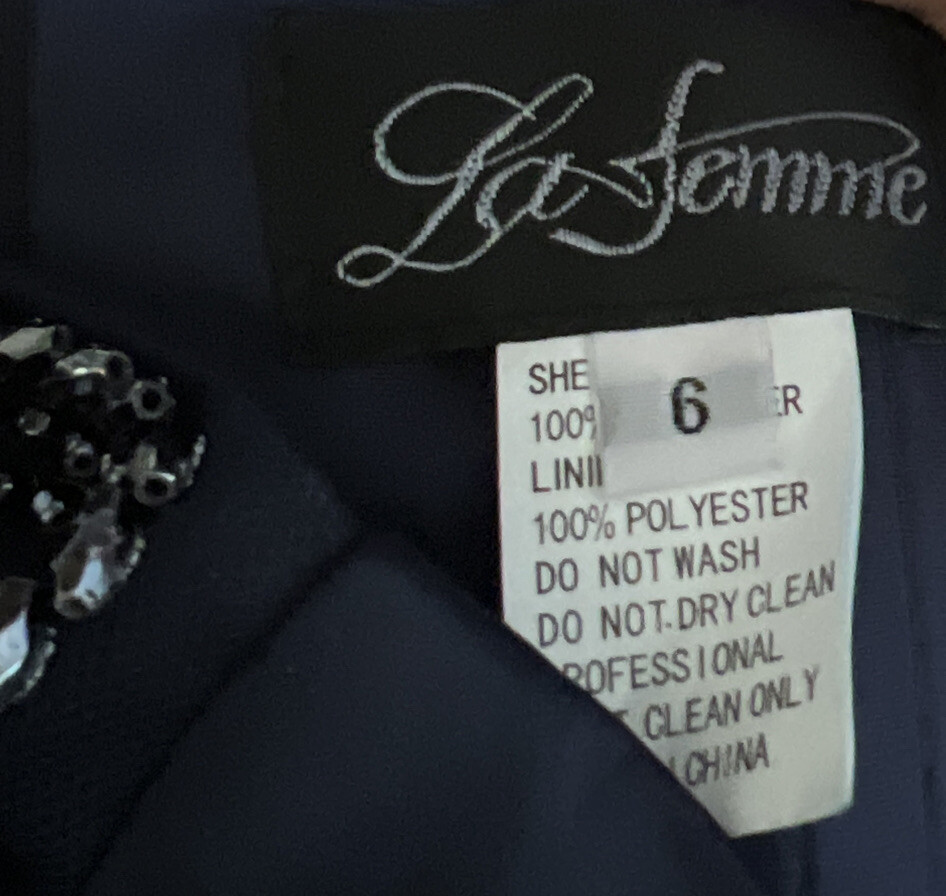 La Femme
SHE
6
100% ER
LINI
100% POLYESTER
DO NOT WASH
DO NOT.DRY CLEAN
ROFESSIONAL
CLEAN ONLY
CHINA